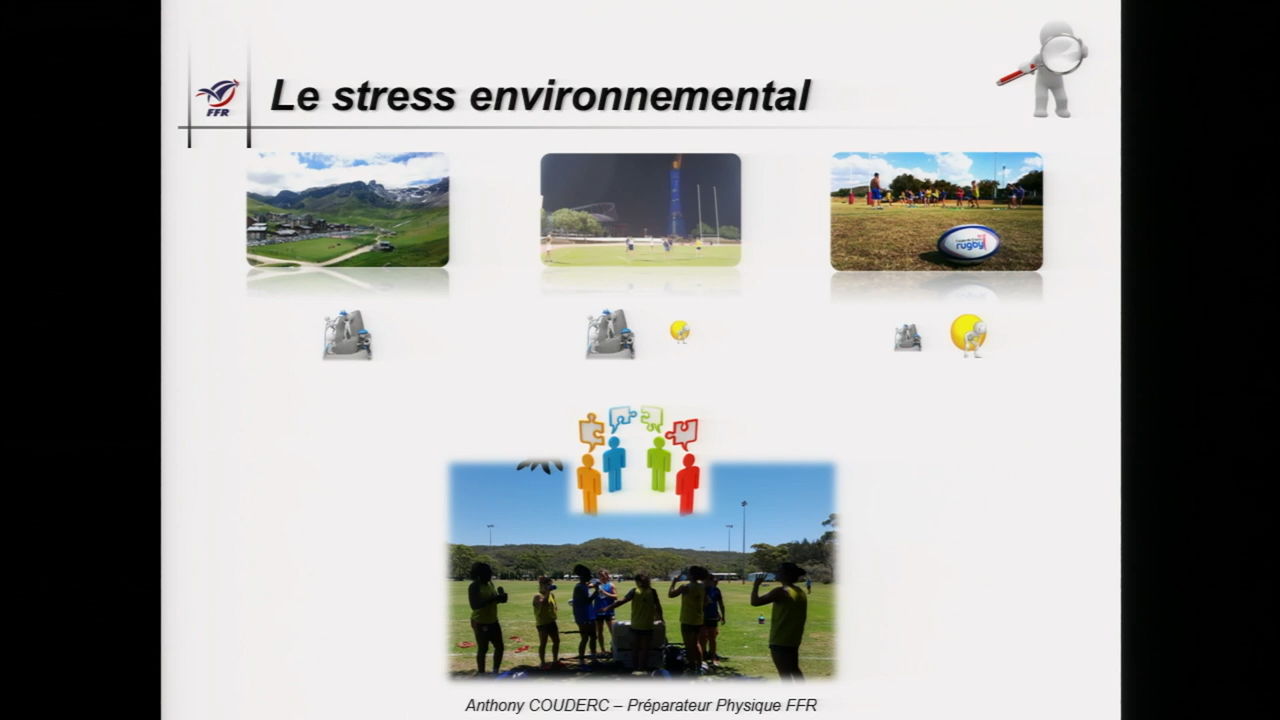 Le stress environnemental
FFR
rugby
Anthony COUDERC – Préparateur Physique FFR